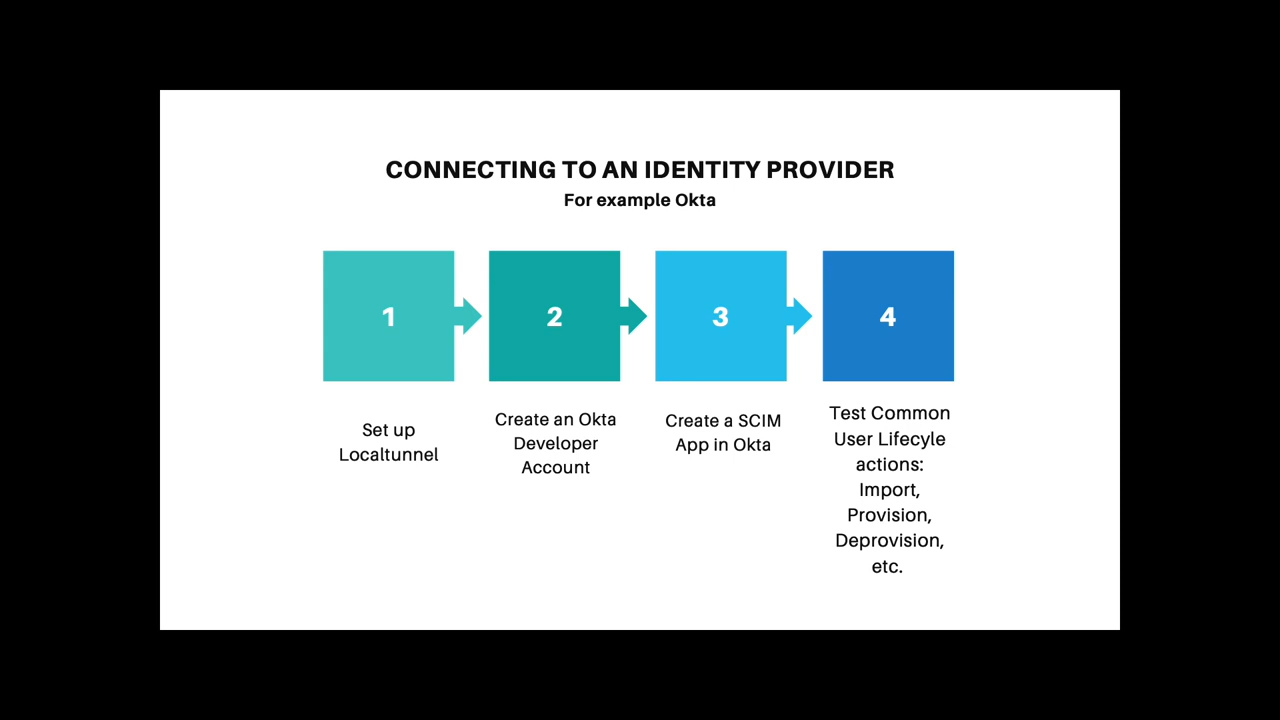 CONNECTING TO AN IDENTITY PROVIDER
For example Okta
1
2
3
4
Set up
Localtunnel
Create an Okta
Developer
Account
Create a SCIM
App in Okta
Test Common
User Lifecyle
actions:
Import,
Provision,
Deprovision,
etc.